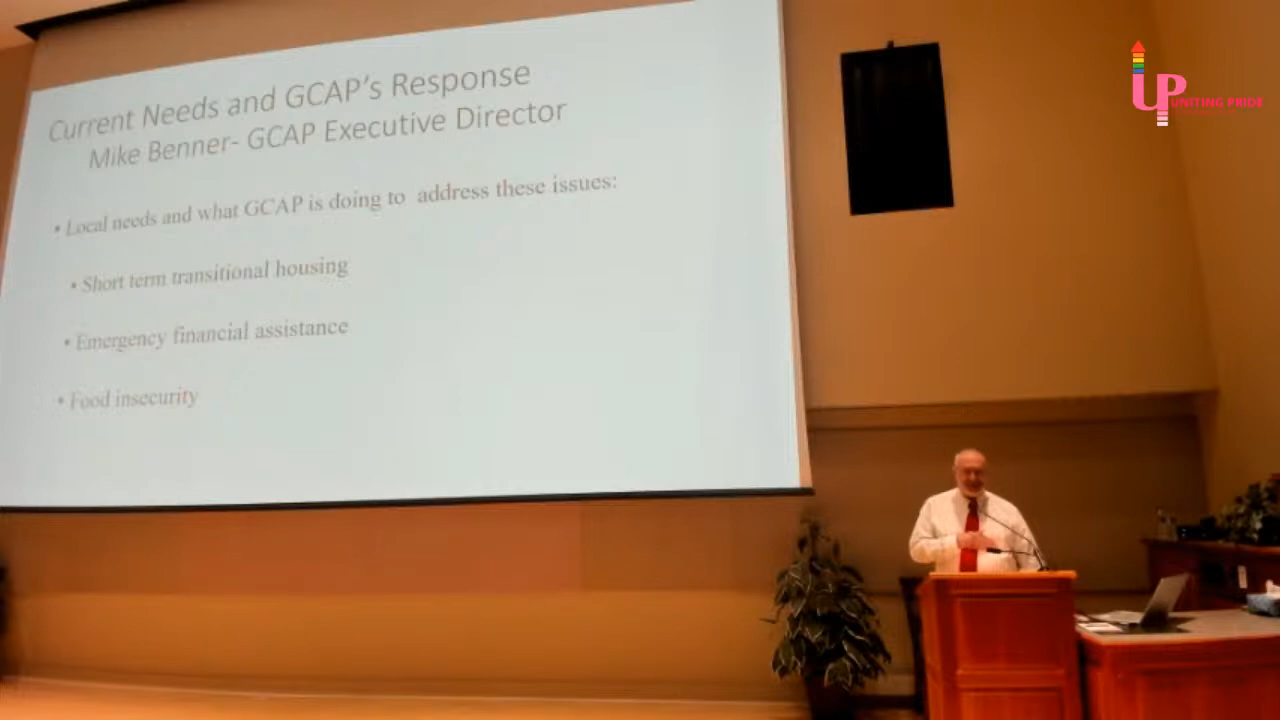 Current Needs and GCAP's Response
Mike Benner- GCAP Executive Director
• Local needs and what GCAP is doing to address these issues:
• Short term transitional housing
• Emergency financial assistance
• Food insecurity
UP
UNITING PRIDE